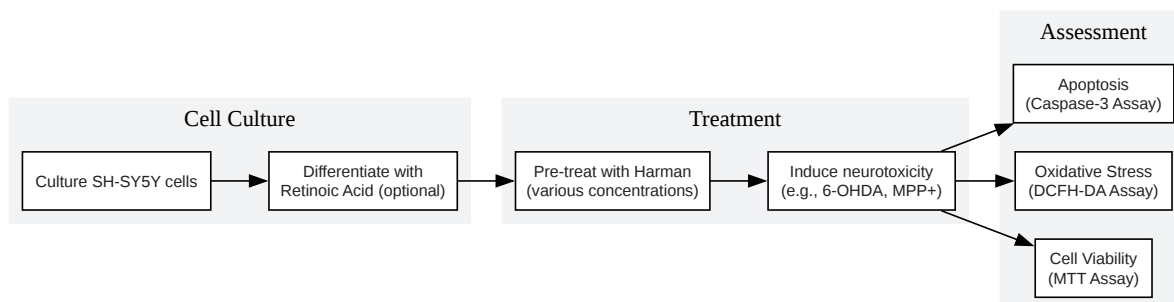 Cell Culture
Culture SH-SY5Y cells
Differentiate with
Retinoic Acid (optional)
Treatment
Pre-treat with Harman
(various concentrations)
Induce neurotoxicity
(e.g., 6-OHDA, MPP+)
Assessment
Apoptosis
(Caspase-3 Assay)
Oxidative Stress
(DCFH-DA Assay)
Cell Viability
(MTT Assay)